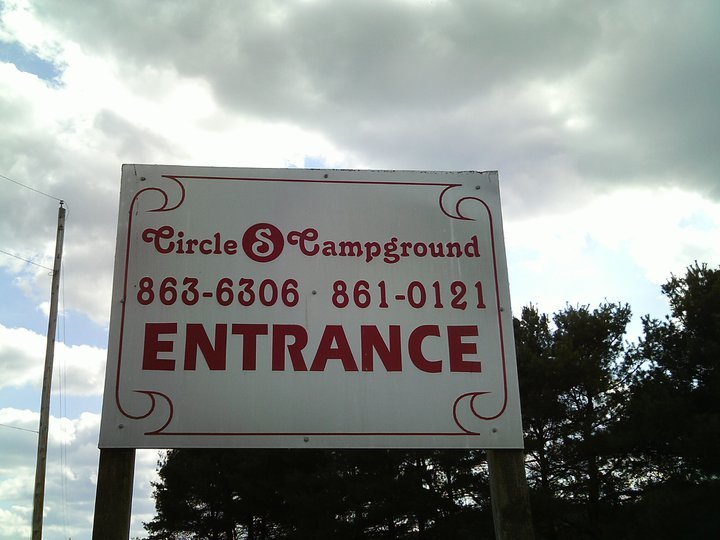 Circle S Campground
863-6306 861-0121
ENTRANCE